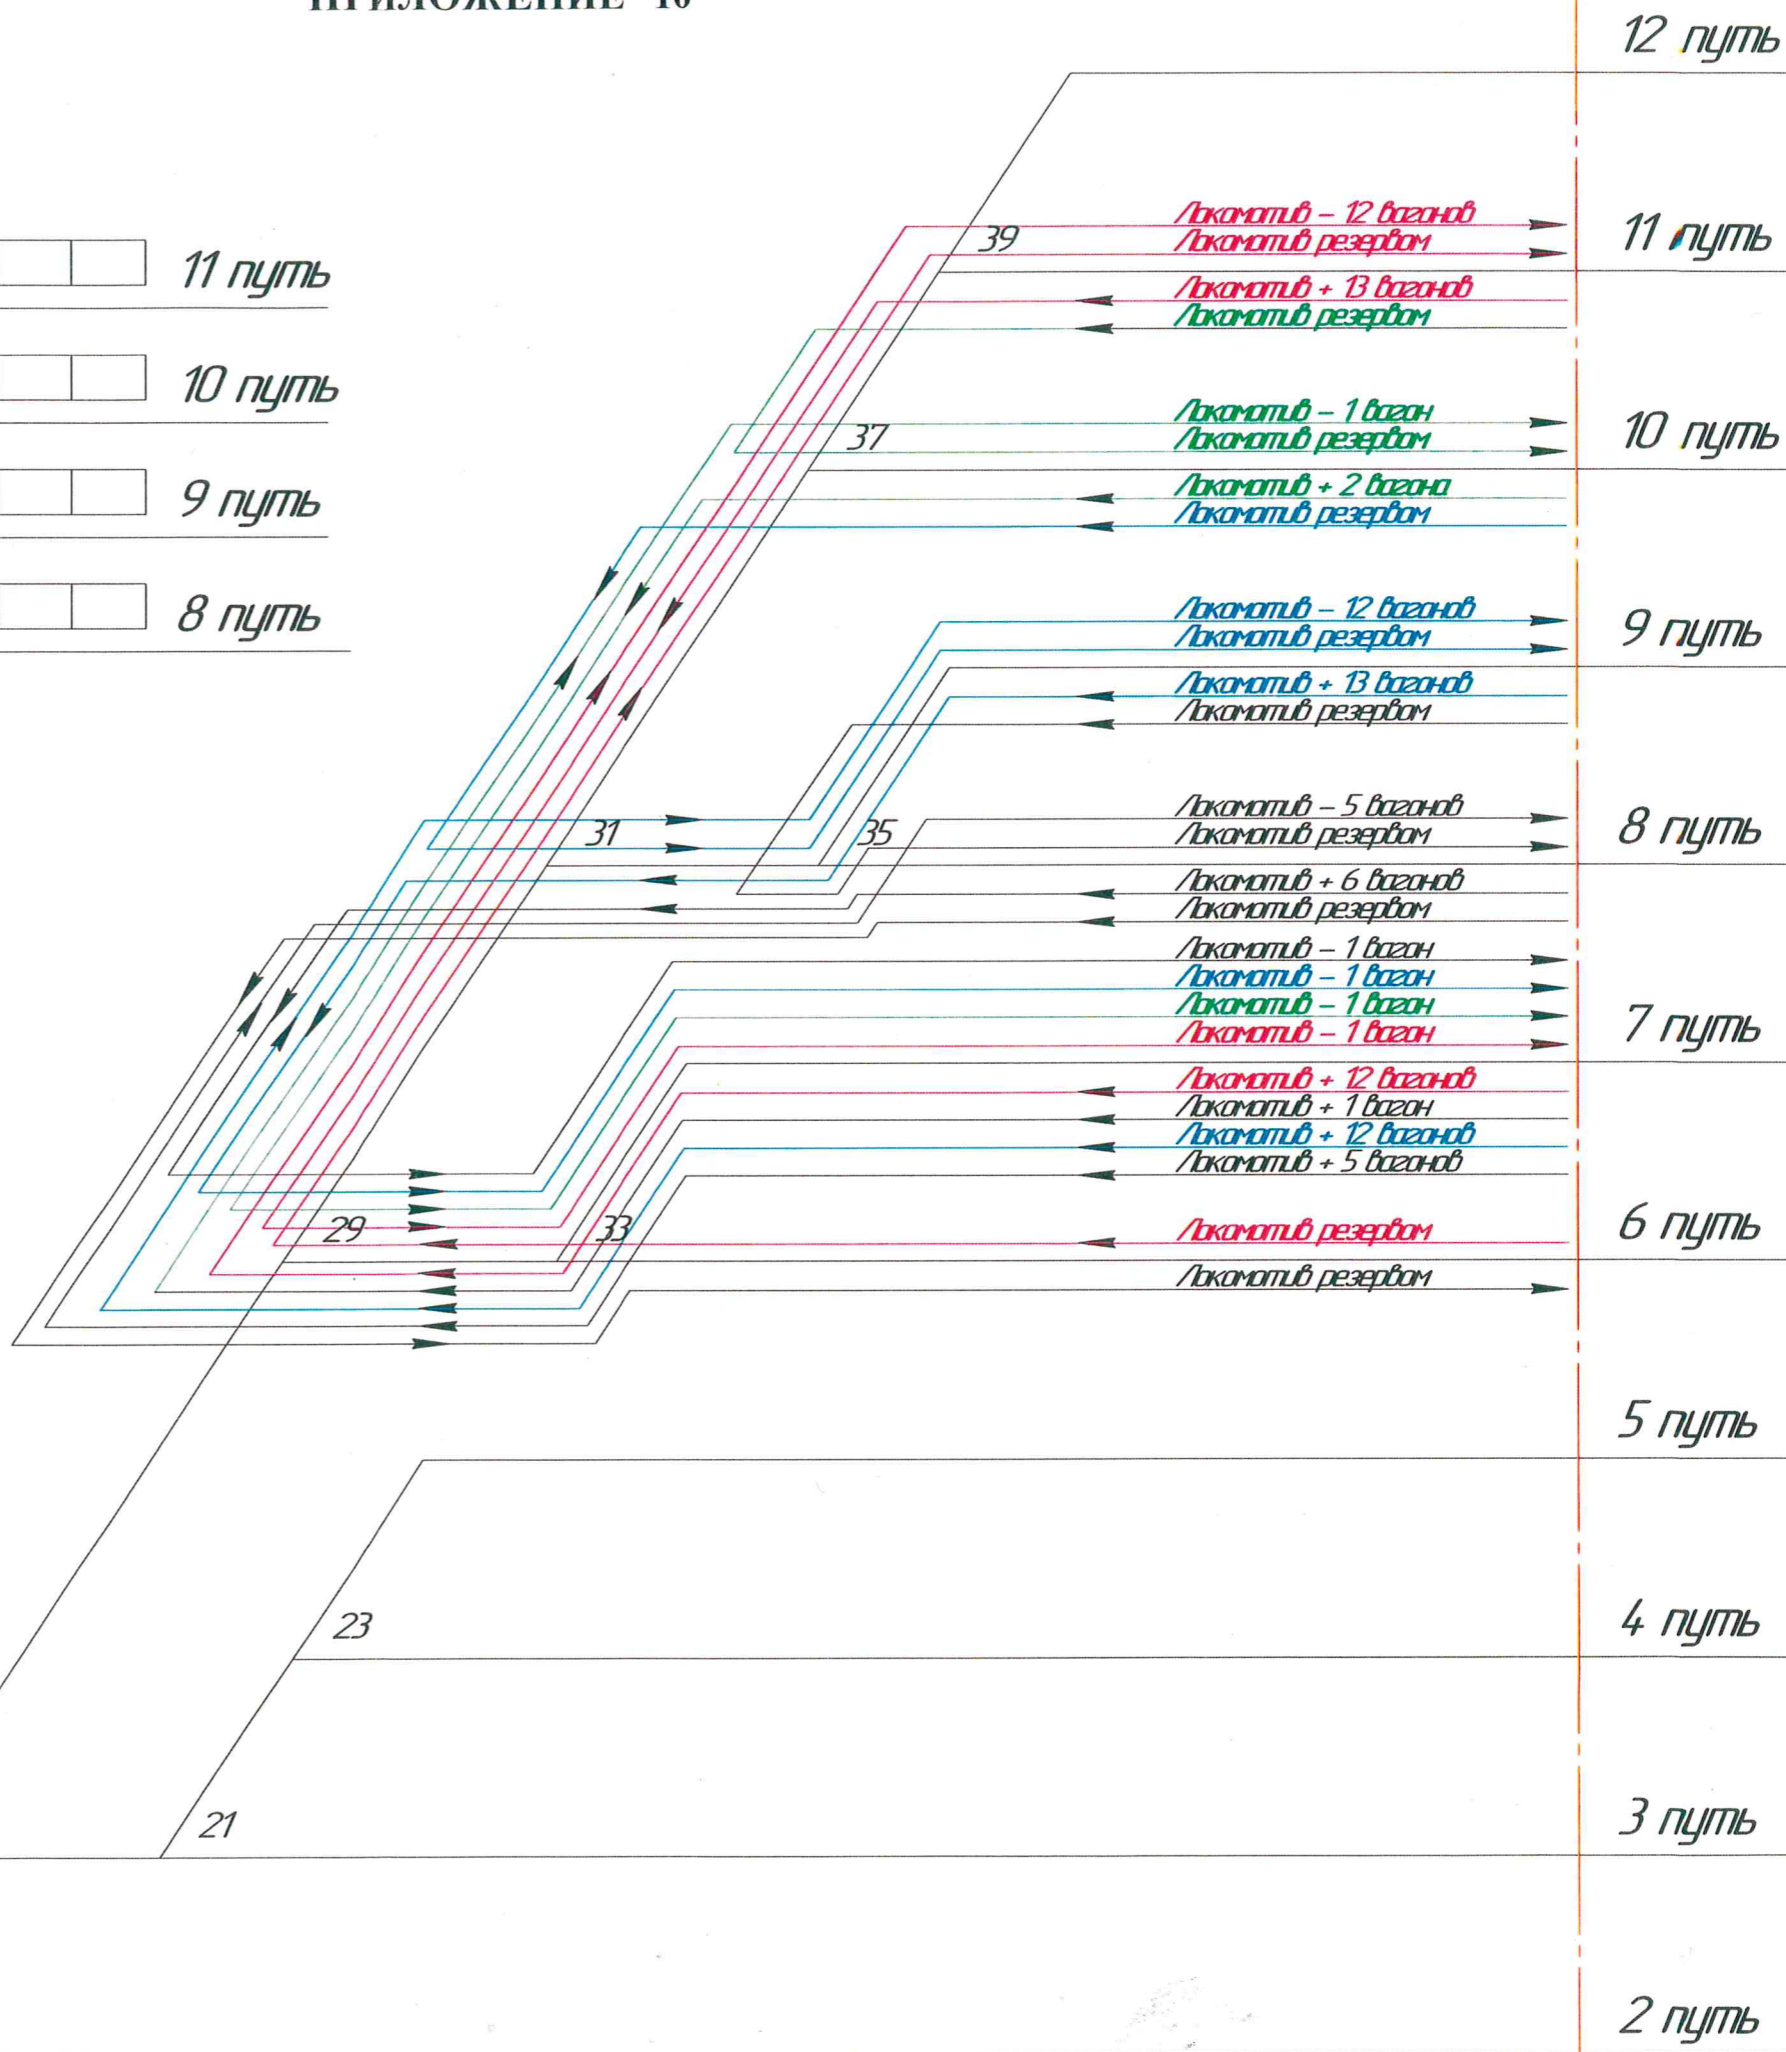 ПРИЛОЖЕНИЕ 16
12 путь
Локомотив – 12 вагонов
39
Локомотив резервом
11 путь
11 путь
Локомотив + 13 вагонов
Локомотив резервом
10 путь
Локомотив – 1 вагон
37
Локомотив резервом
10 путь
Локомотив + 2 вагона
9 путь
Локомотив резервом
8 путь
Локомотив – 12 вагонов
Локомотив резервом
9 путь
Локомотив + 13 вагонов
Локомотив резервом
Локомотив – 5 вагонов
31
35
Локомотив резервом
8 путь
Локомотив + 6 вагонов
Локомотив резервом
Локомотив – 1 вагон
Локомотив – 1 вагон
Локомотив – 1 вагон
Локомотив – 1 вагон
7 путь
Локомотив + 12 вагонов
Локомотив + 1 вагон
Локомотив + 12 вагонов
Локомотив + 5 вагонов
29
33
Локомотив резервом
6 путь
Локомотив резервом
5 путь
23
4 путь
21
3 путь
2 путь